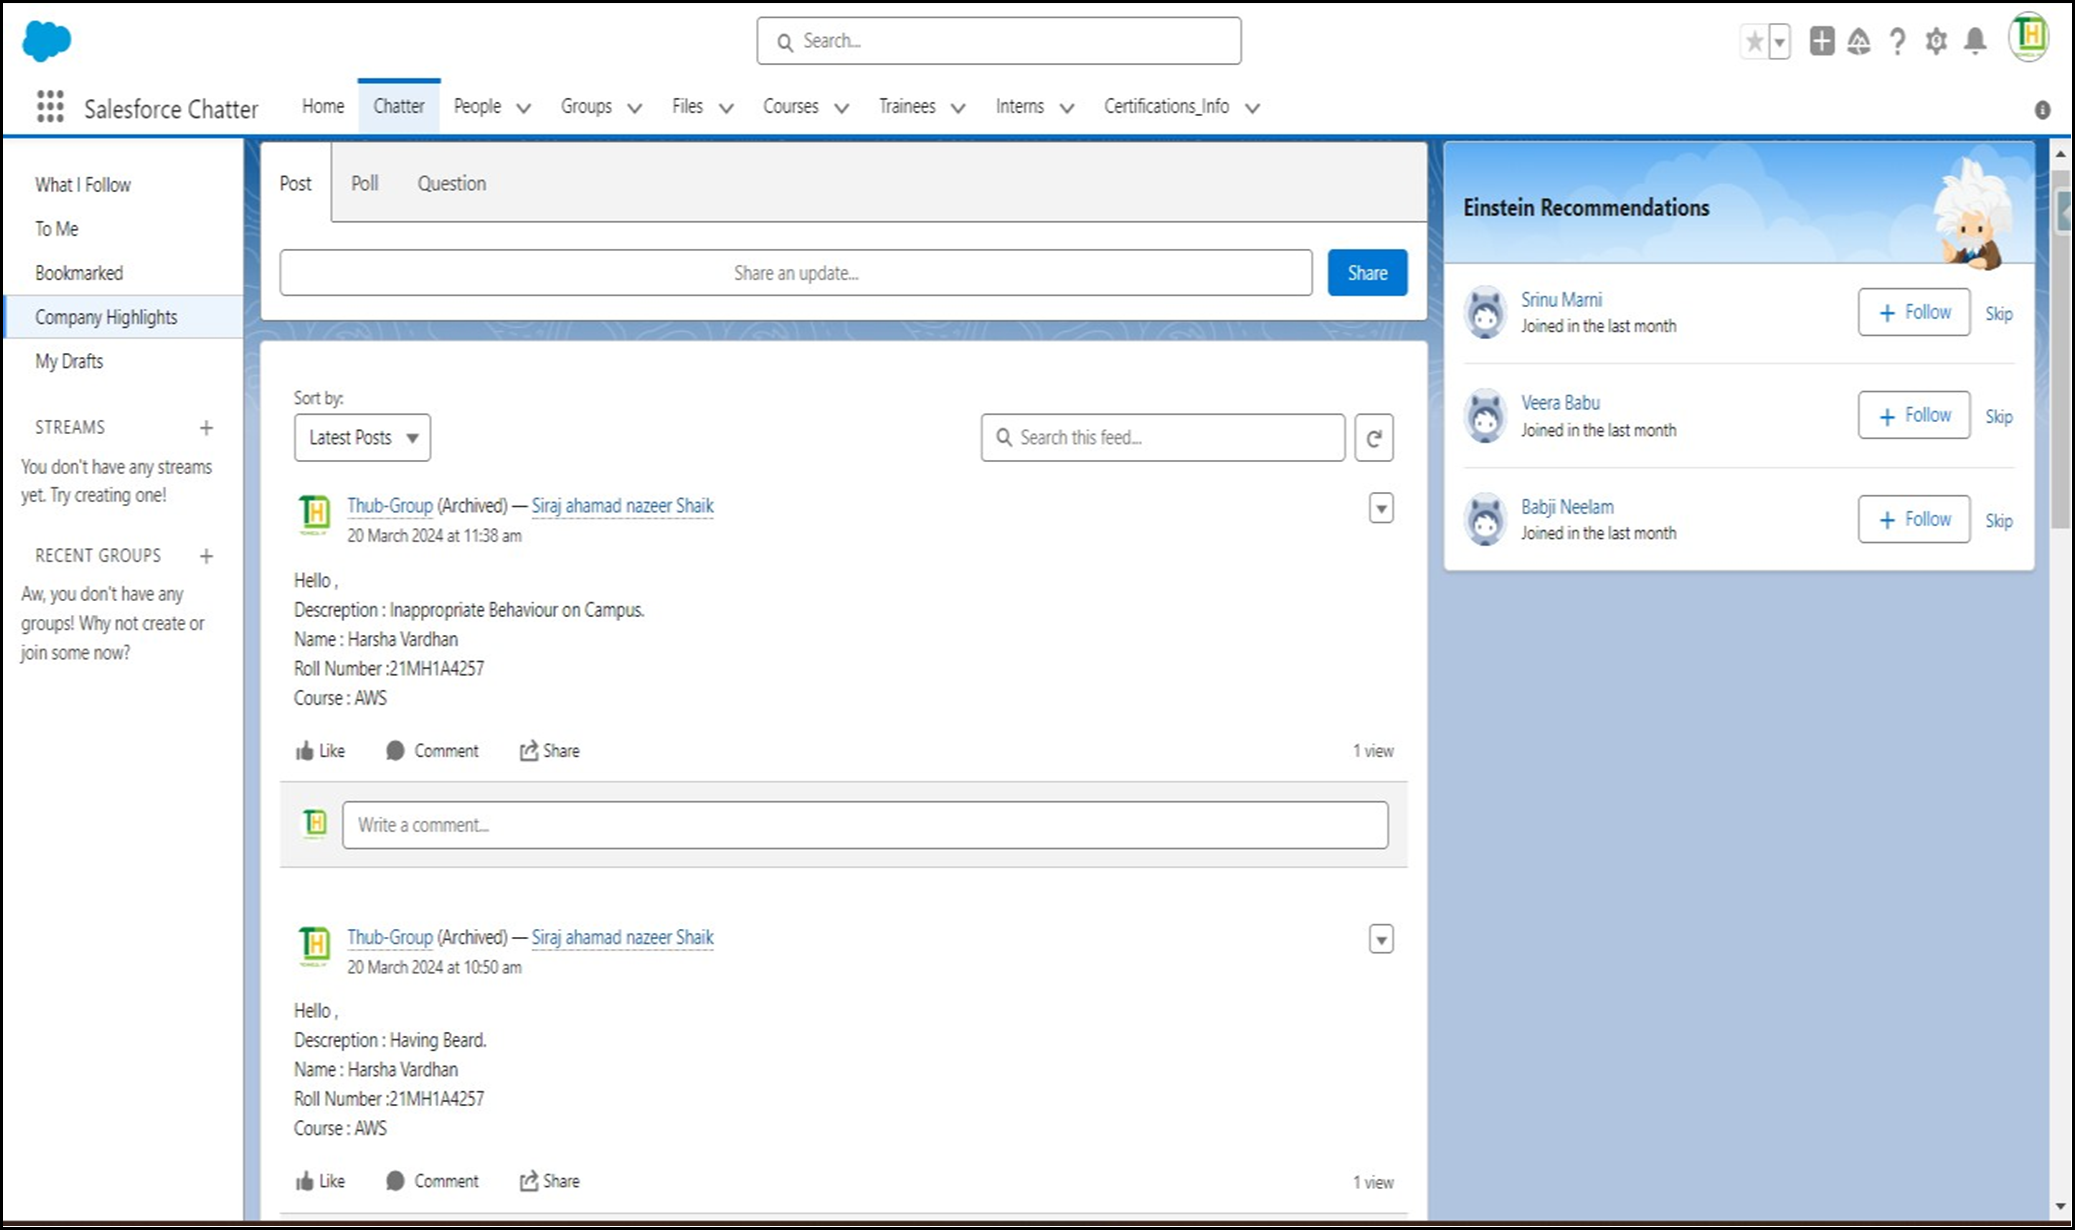 Search...
Salesforce Chatter
Home
Chatter
People
Groups
Files
Courses
Trainees
Interns
Certifications_Info
What I Follow
To Me
Bookmarked
Company Highlights
My Drafts
STREAMS
You don't have any streams
yet. Try creating one!
RECENT GROUPS
Aw, you don't have any
groups! Why not create or
join some now?
Post
Poll
Question
Share an update...
Share
Sort by:
Latest Posts
Search this feed...
TH
Thub-Group (Archived) — Siraj ahamad nazeer Shaik
20 March 2024 at 11:38 am
Hello ,
Descreption : Inappropriate Behaviour on Campus.
Name : Harsha Vardhan
Roll Number :21MH1A4257
Course : AWS
Like
Comment
Share
1 view
TH
Write a comment...
TH
Thub-Group (Archived) — Siraj ahamad nazeer Shaik
20 March 2024 at 10:50 am
Hello ,
Descreption : Having Beard.
Name : Harsha Vardhan
Roll Number :21MH1A4257
Course : AWS
Like
Comment
Share
1 view
TH
Einstein Recommendations
Srinu Marni
Joined in the last month
Follow
Skip
Veera Babu
Joined in the last month
Follow
Skip
Babji Neelam
Joined in the last month
Follow
Skip